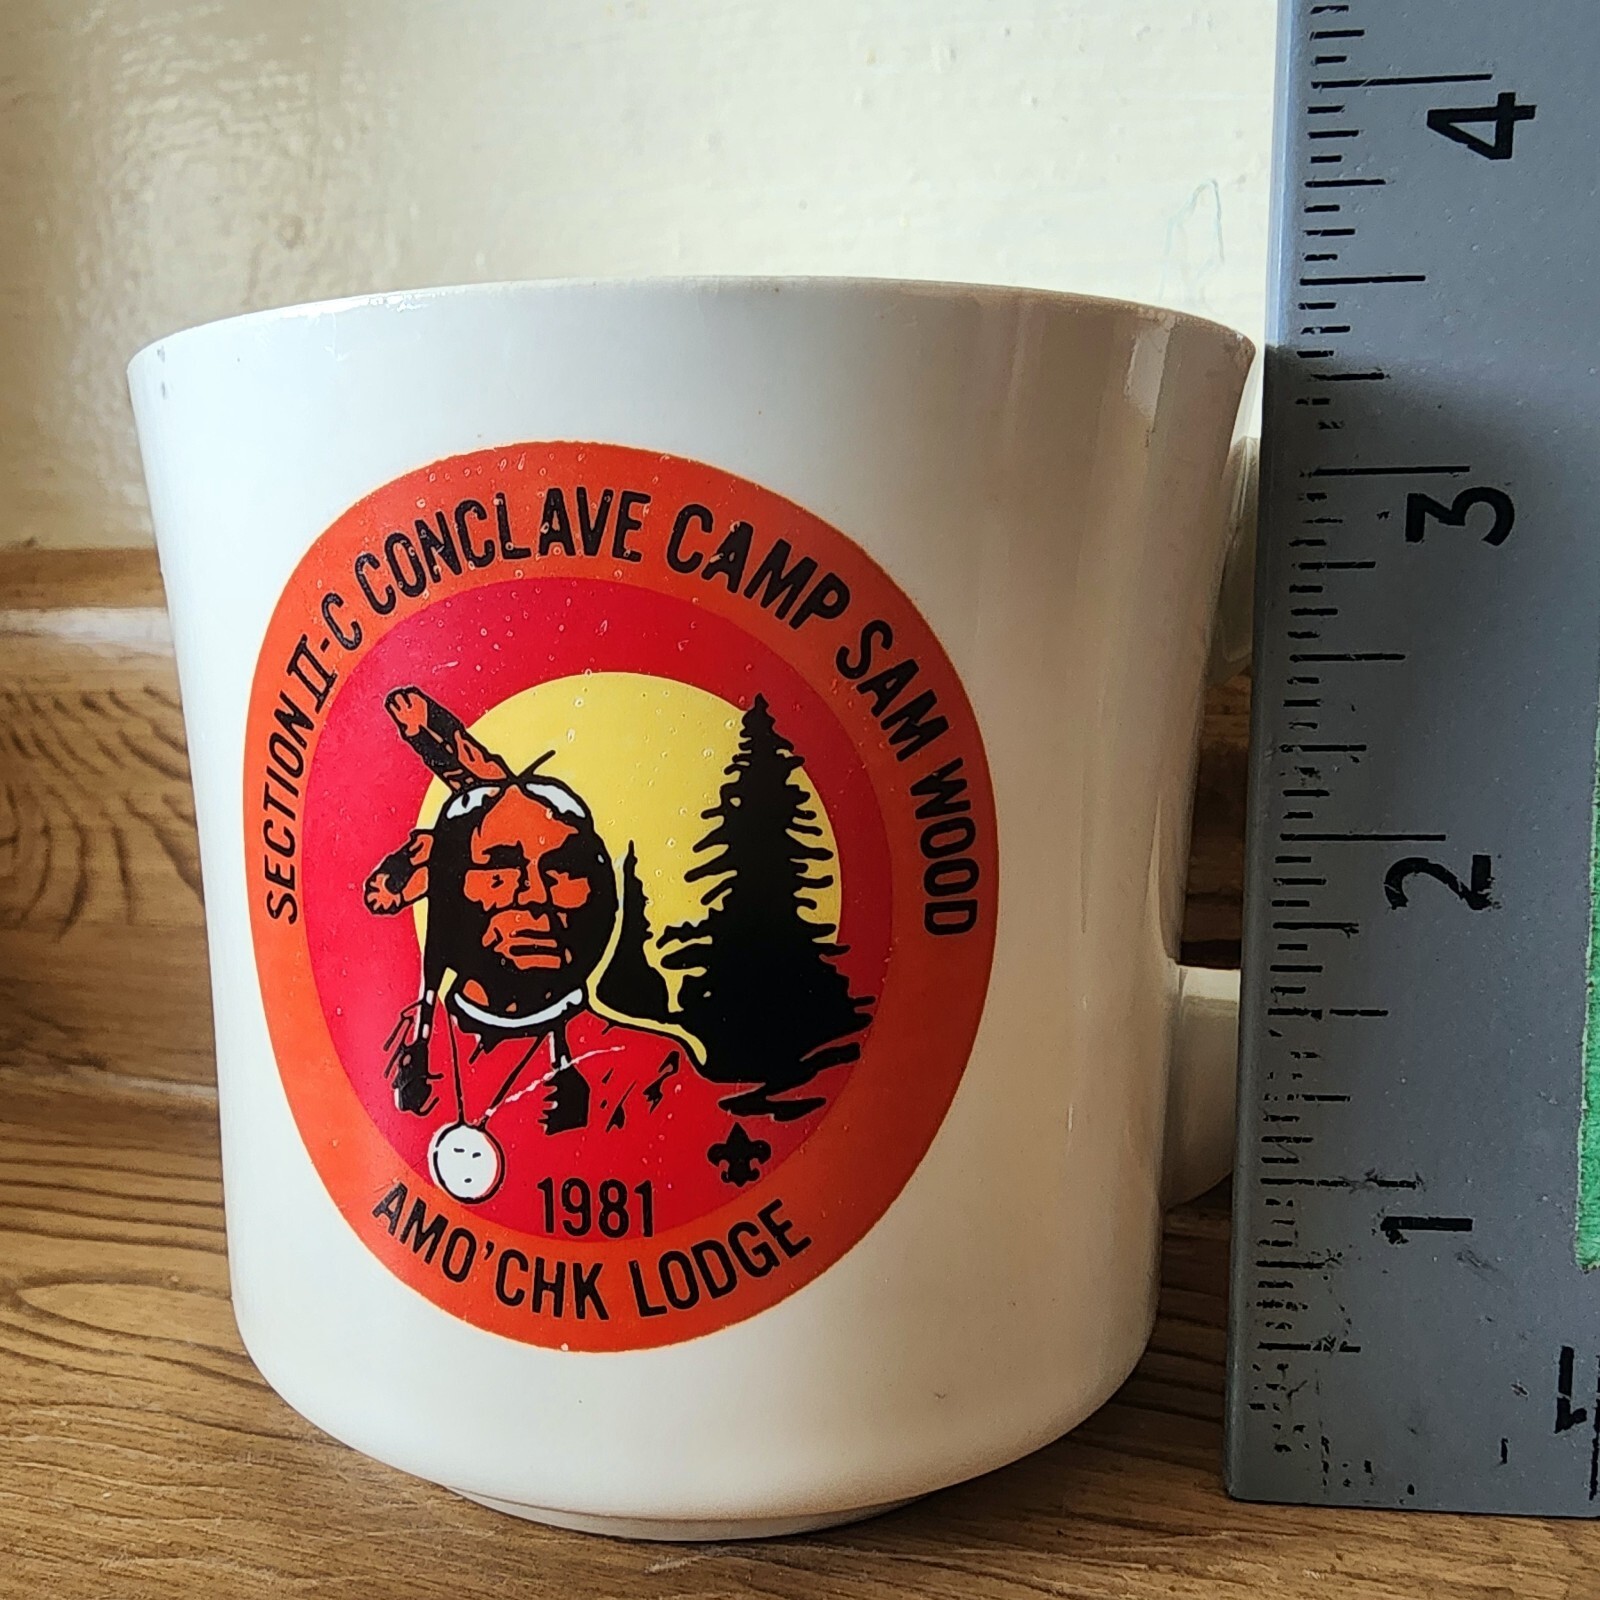 SECTION II-C CONCLAVE CAMP SAM WOOD
1981
AMO'CHK LODGE
4
3
2
1